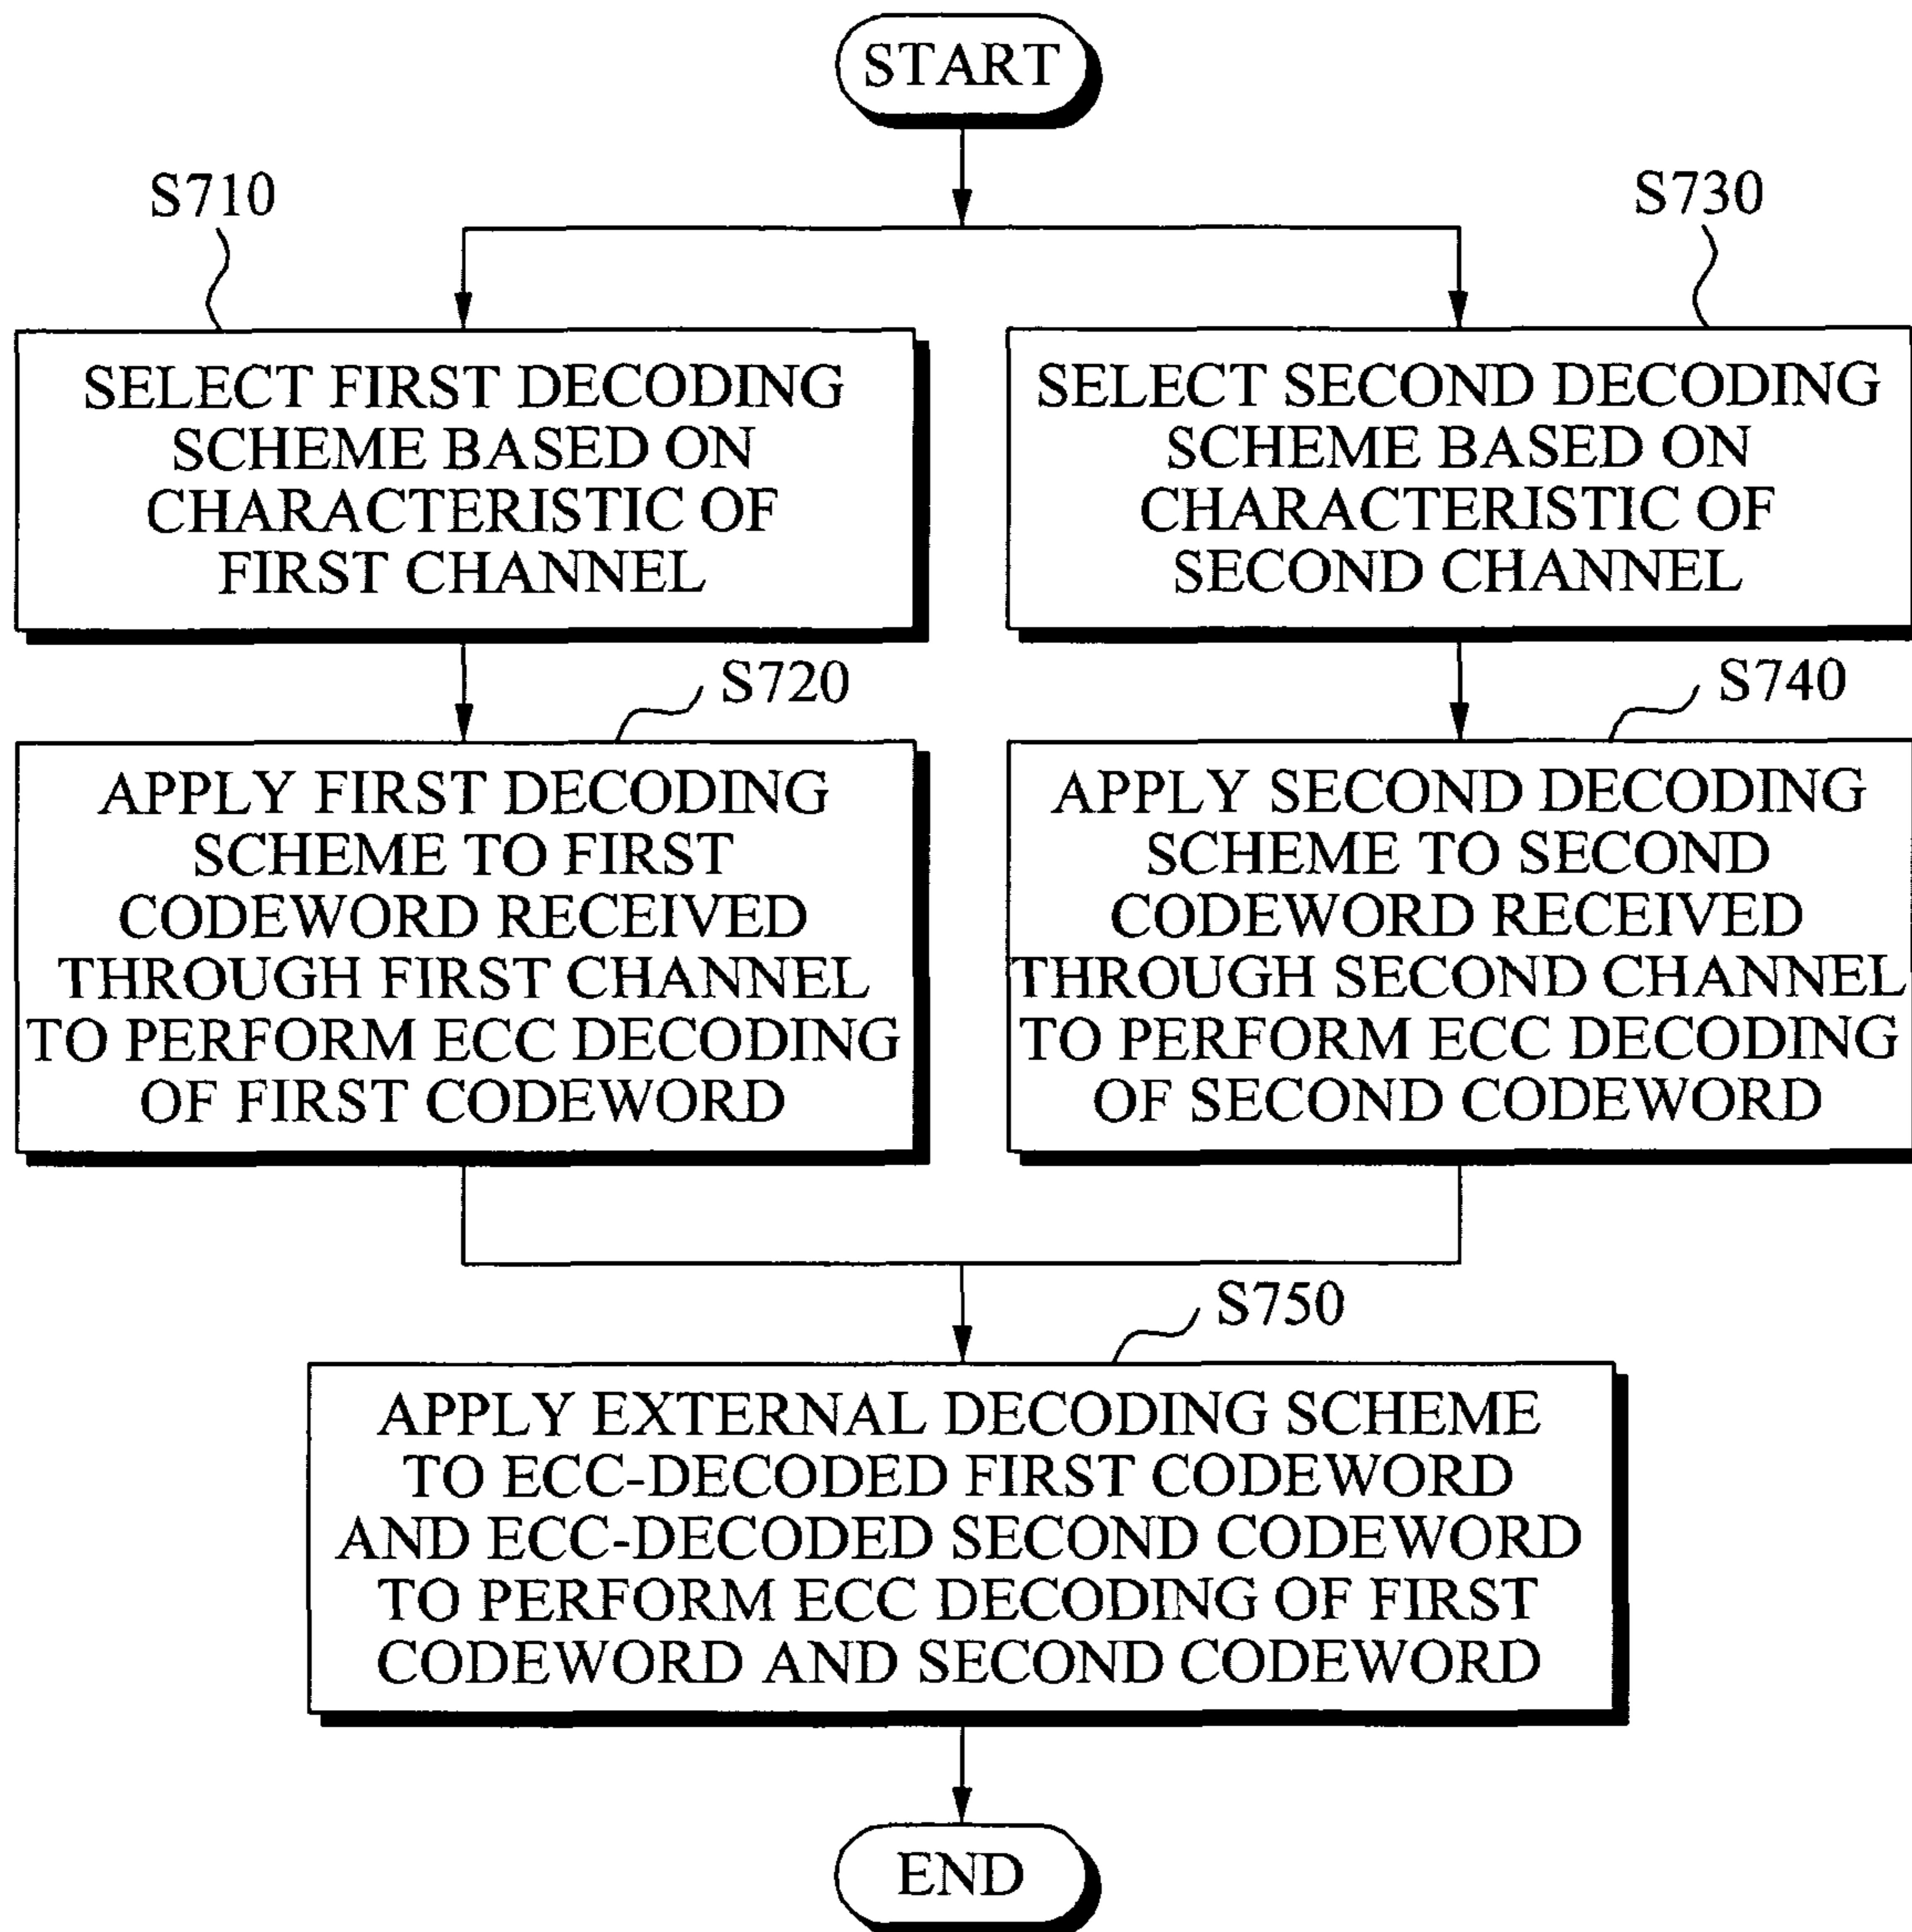 START
S710
SELECT FIRST DECODING
SCHEME BASED ON
CHARACTERISTIC OF
FIRST CHANNEL
S730
SELECT SECOND DECODING
SCHEME BASED ON
CHARACTERISTIC OF
SECOND CHANNEL
S720
APPLY FIRST DECODING
SCHEME TO FIRST
CODEWORD RECEIVED
THROUGH FIRST CHANNEL
TO PERFORM ECC DECODING
OF FIRST CODEWORD
S740
APPLY SECOND DECODING
SCHEME TO SECOND
CODEWORD RECEIVED
THROUGH SECOND CHANNEL
TO PERFORM ECC DECODING
OF SECOND CODEWORD
S750
APPLY EXTERNAL DECODING SCHEME
TO ECC-DECODED FIRST CODEWORD
AND ECC-DECODED SECOND CODEWORD
TO PERFORM ECC DECODING OF FIRST
CODEWORD AND SECOND CODEWORD
END